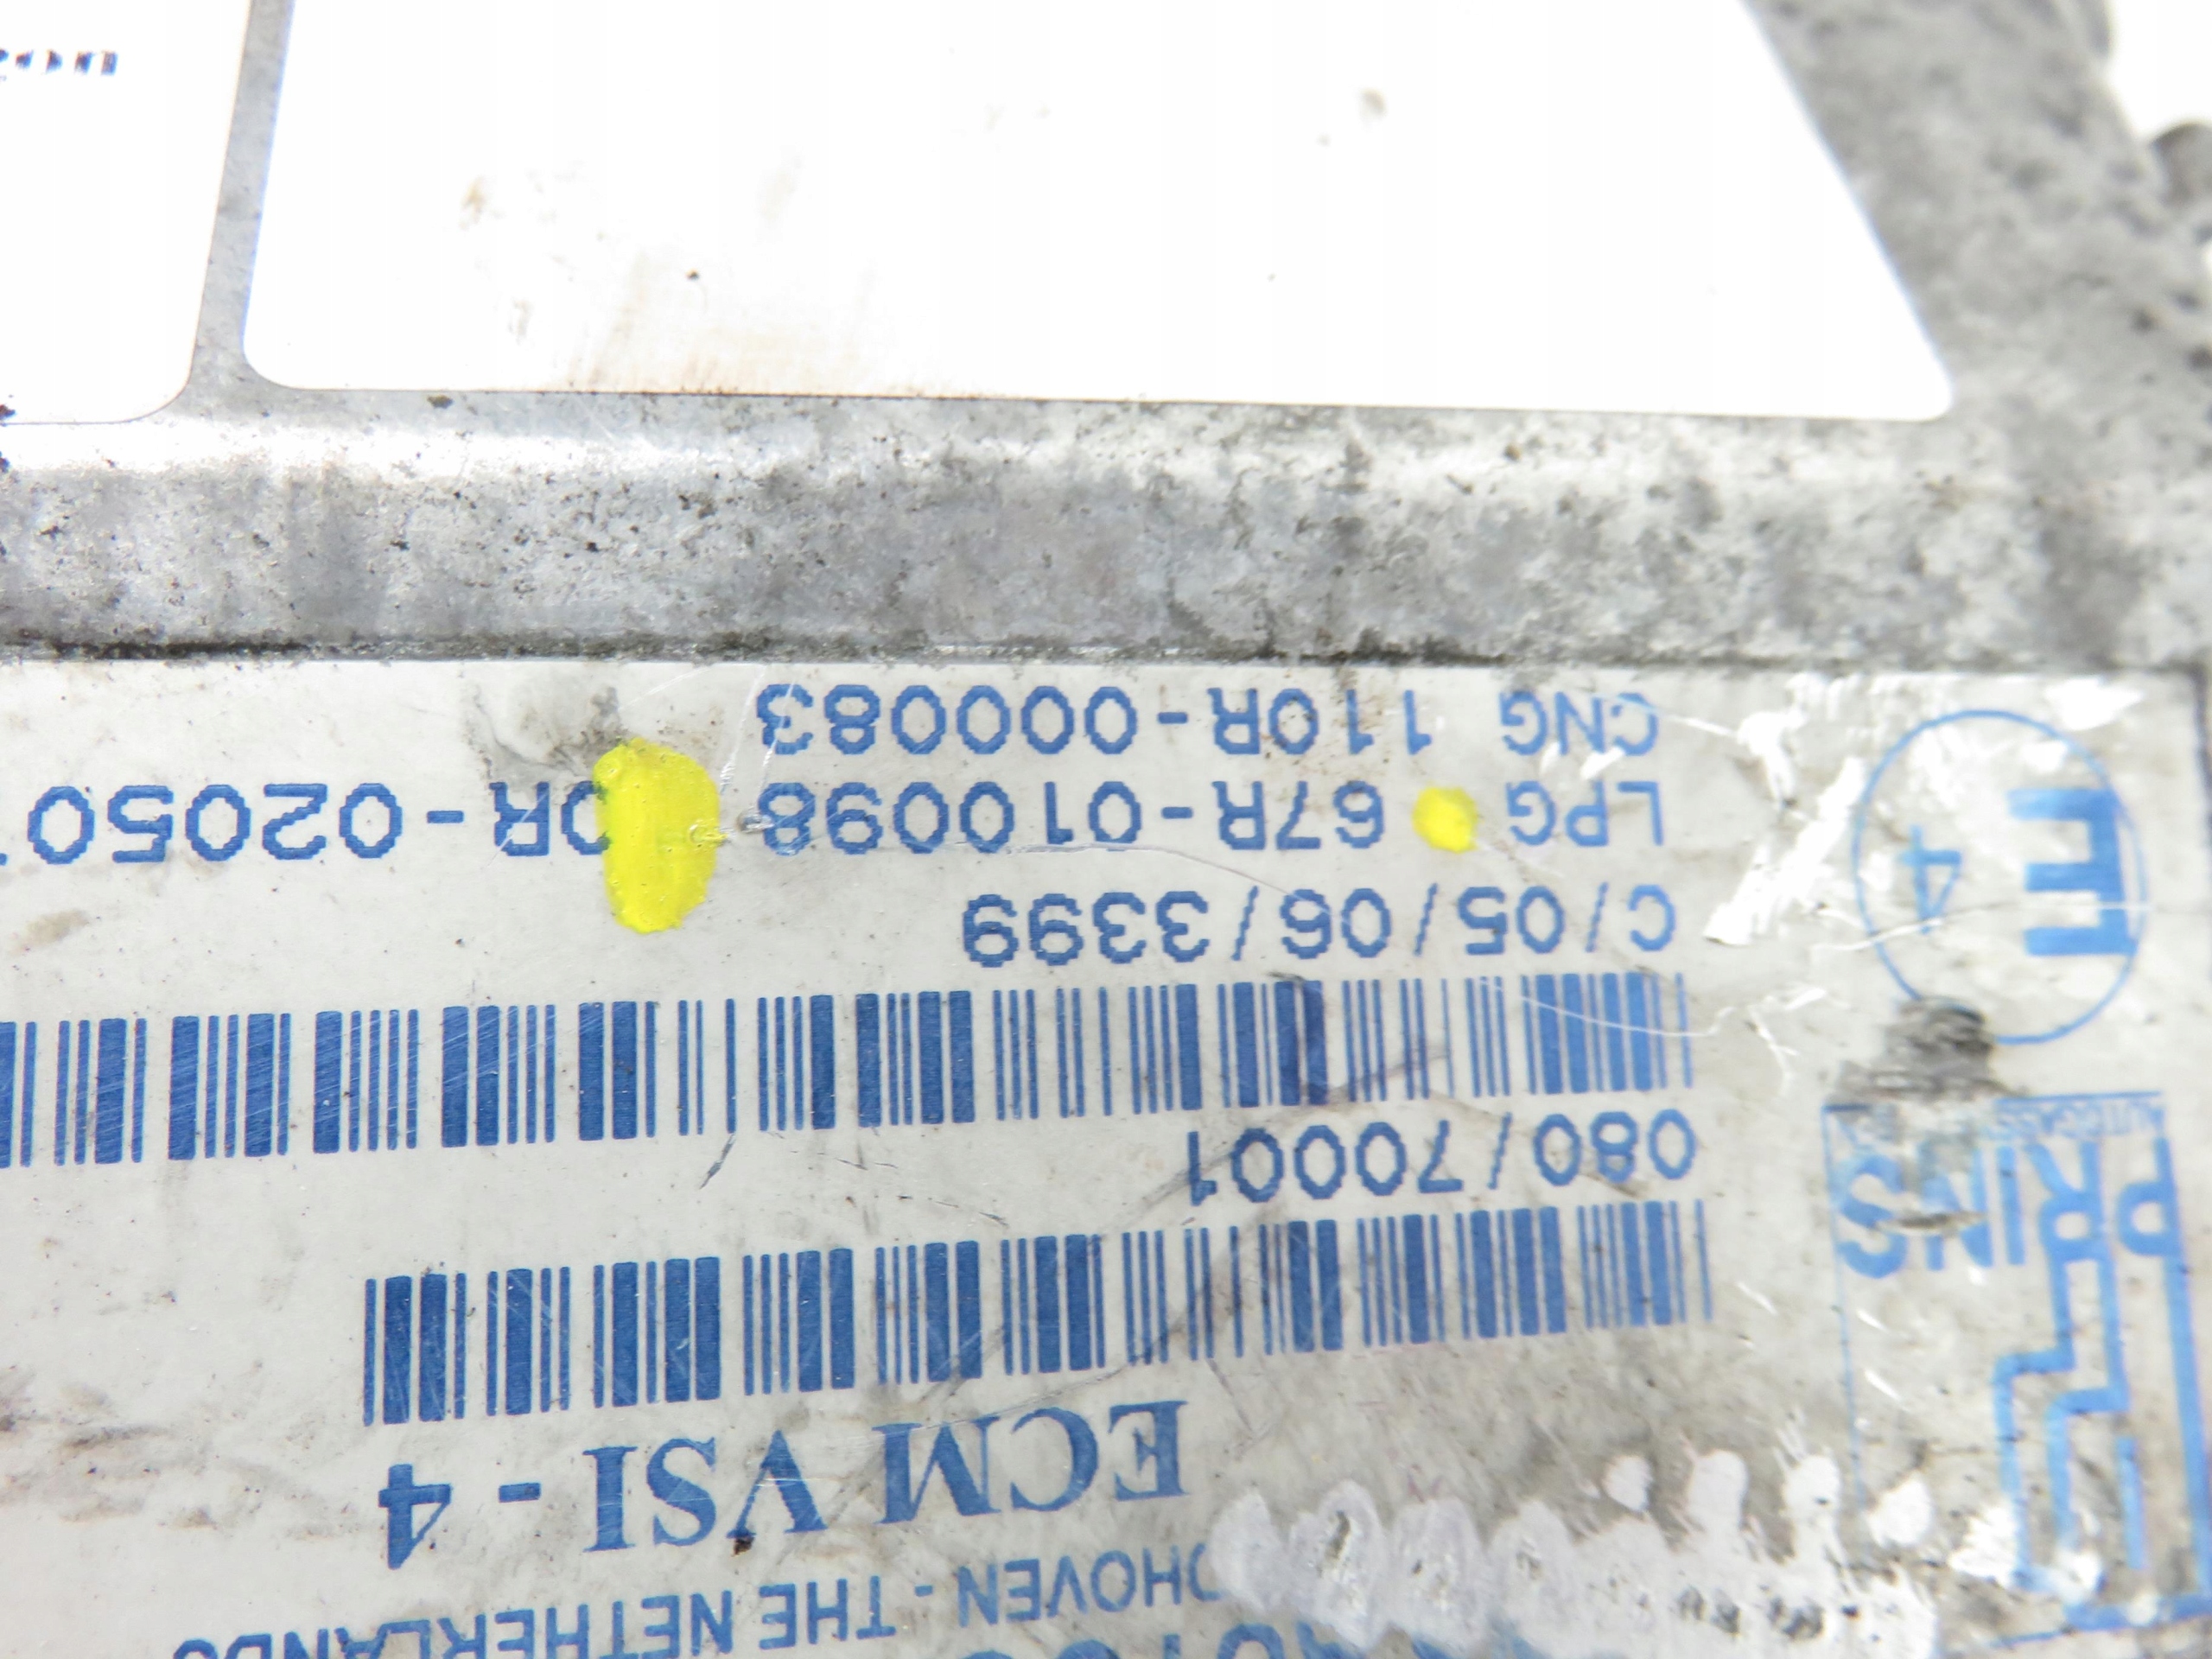 THE NETHERLANDS
ECM VSI - 4
080/70001
C/05/06/3399
LPG 67R-010098 0R-02050
CNG 110R-000083
PRINS
E 4